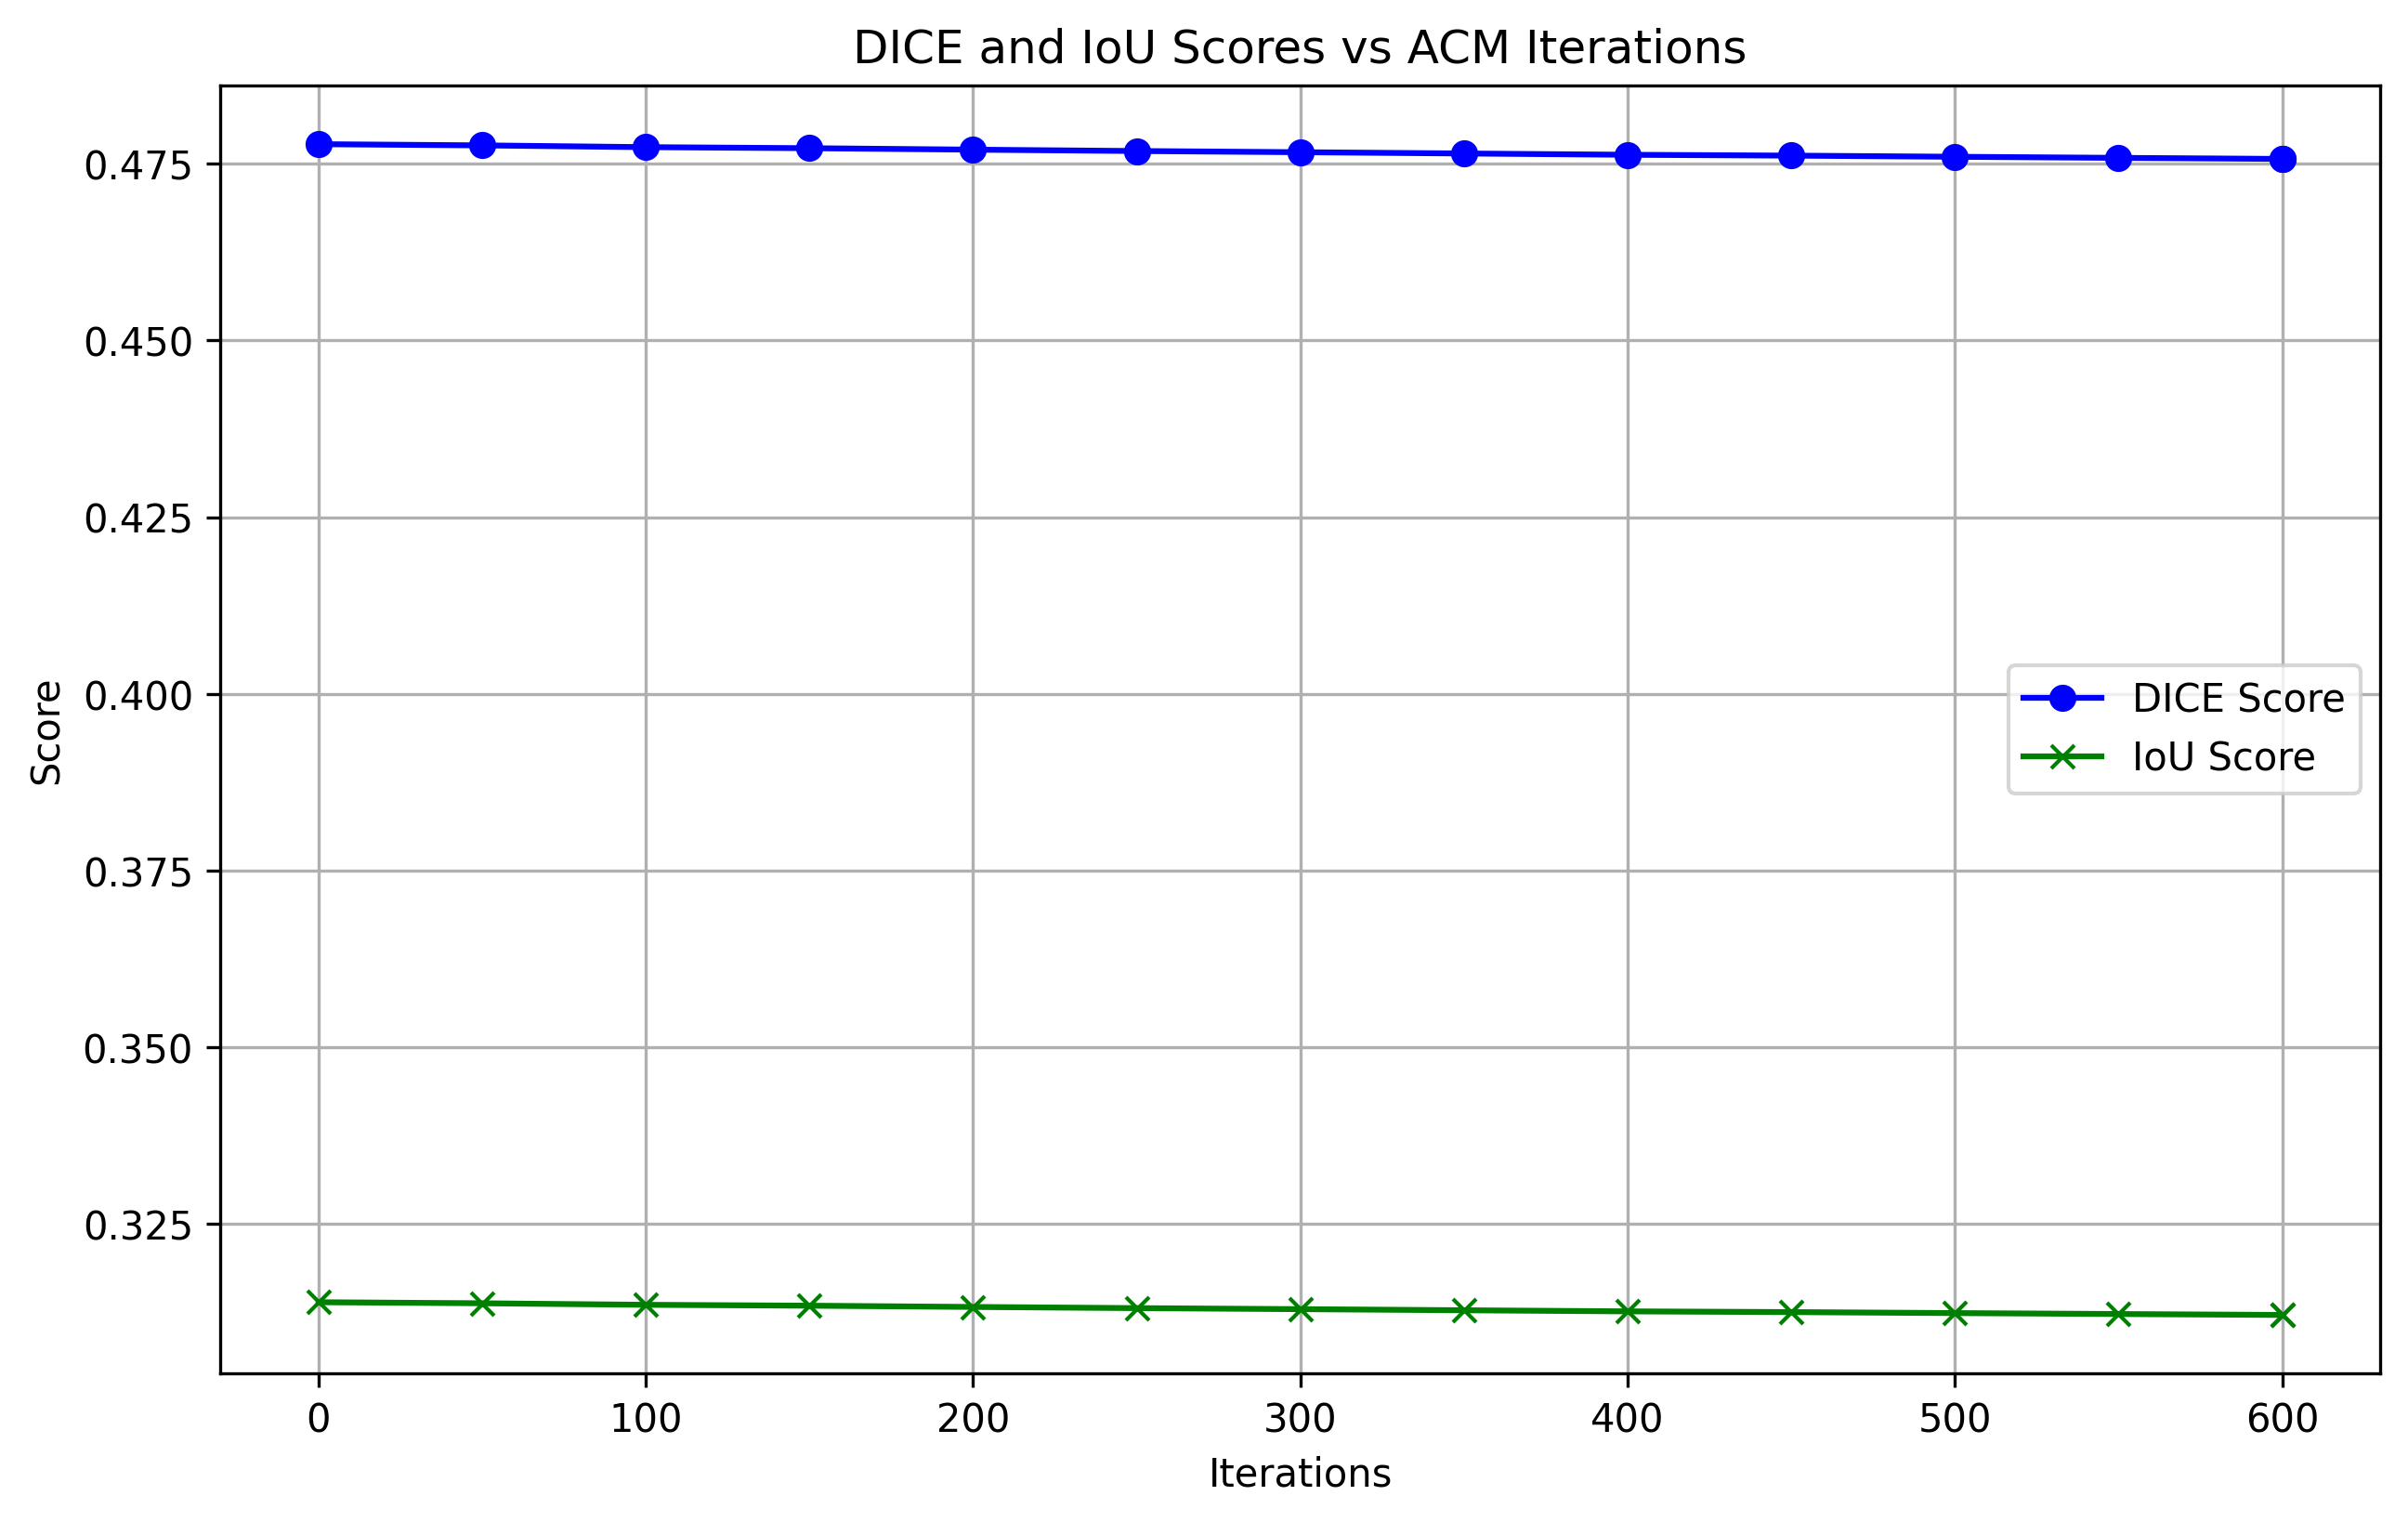 DICE and IoU Scores vs ACM Iterations
0.475
0.450
0.425
0.400
0.375
0.350
0.325
Score
DICE Score
IoU Score
0 100 200 300 400 500 600
Iterations